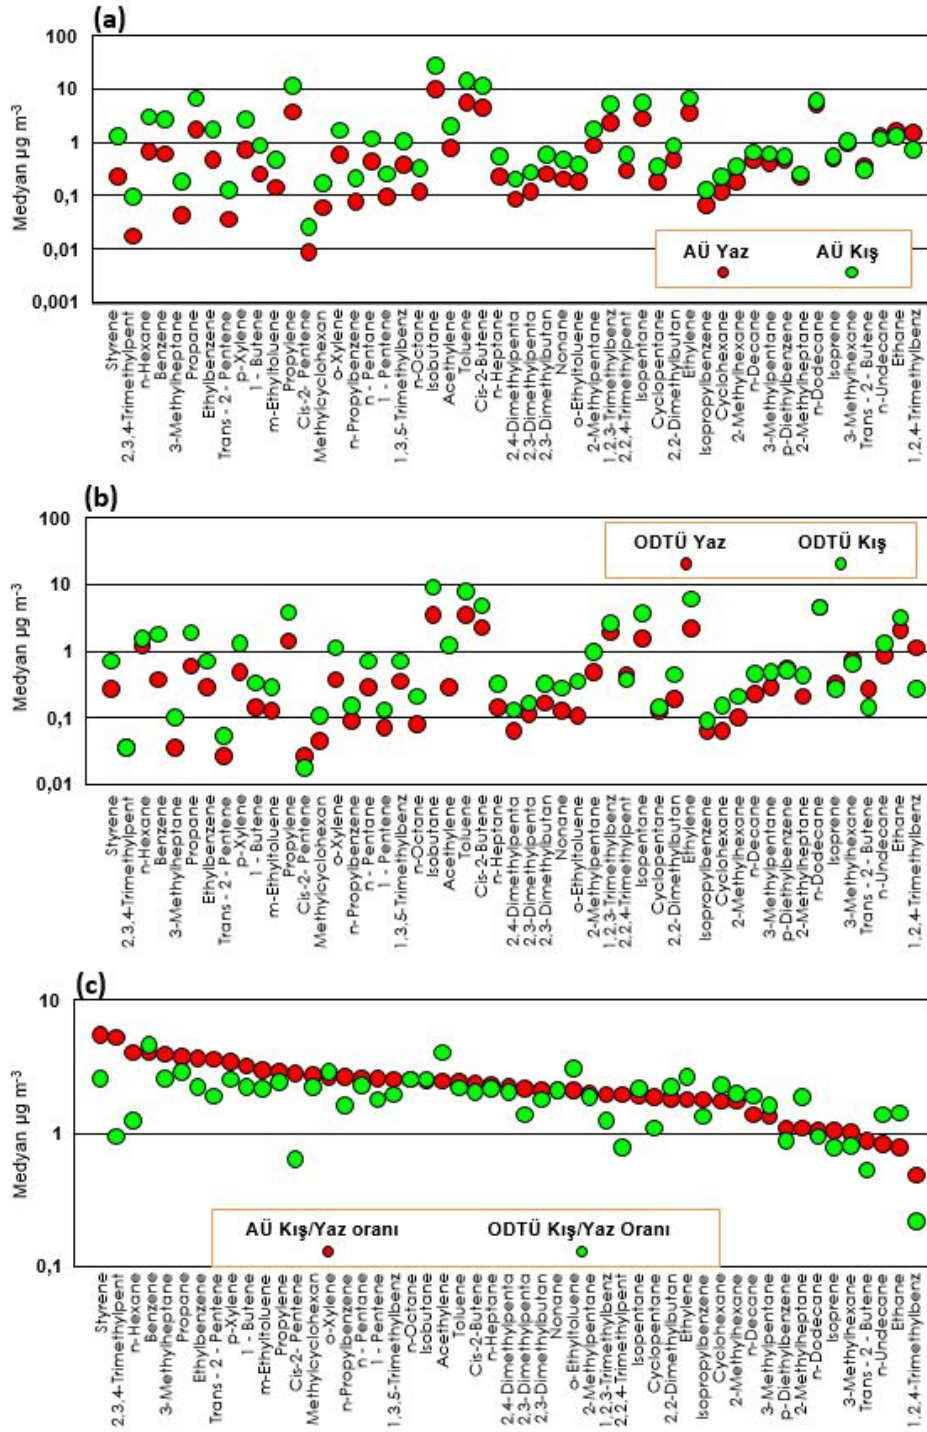 (a)
100
10
1
0,1
0,01
0,001
Medyan µg m-3
AÜ Yaz AÜ Kış
Styrene
2,3,4-Trimethylpent
n-Hexane
Benzene
3-Methylheptane
Propane
Ethylbenzene
Trans - 2 - Pentene
p-Xylene
1 - Butene
m-Ethyltoluene
Propylene
Cis-2- Pentene
Methylcyclohexan
o-Xylene
n-Propylbenzene
n - Pentane
1 - Pentene
1,3,5-Trimethylbenz
n-Octane
Isobutane
Acethylene
Toluene
Cis-2-Butene
n-Heptane
2,4-Dimethylpenta
2,3-Dimethylpenta
2,3-Dimethylbutan
Nonane
o-Ethyltoluene
2-Methylpentane
1,2,3-Trimethylbenz
2,2,4-Trimethylpent
Isopentane
Cyclopentane
2,2-Dimethylbutan
Ethylene
Isopropylbenzene
Cyclohexane
2-Methylhexane
n-Decane
3-Methylpentane
p-Diethylbenzene
2-Methylheptane
n-Dodecane
Isoprene
3-Methylhexane
Trans - 2 - Butene
n-Undecane
Ethane
1,2,4-Trimethylbenz
(b)
100
10
1
0,1
0,01
Medyan µg m-3
ODTÜ Yaz ODTÜ Kış
Styrene
2,3,4-Trimethylpent
n-Hexane
Benzene
3-Methylheptane
Propane
Ethylbenzene
Trans - 2 - Pentene
p-Xylene
1 - Butene
m-Ethyltoluene
Propylene
Cis-2- Pentene
Methylcyclohexan
o-Xylene
n-Propylbenzene
n - Pentane
1 - Pentene
1,3,5-Trimethylbenz
n-Octane
Isobutane
Acethylene
Toluene
Cis-2-Butene
n-Heptane
2,4-Dimethylpenta
2,3-Dimethylpenta
2,3-Dimethylbutan
Nonane
o-Ethyltoluene
2-Methylpentane
1,2,3-Trimethylbenz
2,2,4-Trimethylpent
Isopentane
Cyclopentane
2,2-Dimethylbutan
Ethylene
Isopropylbenzene
Cyclohexane
2-Methylhexane
n-Decane
3-Methylpentane
p-Diethylbenzene
2-Methylheptane
n-Dodecane
Isoprene
3-Methylhexane
Trans - 2 - Butene
n-Undecane
Ethane
1,2,4-Trimethylbenz
(c)
10
1
0,1
Medyan µg m-3
AÜ Kış/Yaz oranı ODTÜ Kış/Yaz Oranı
Styrene
2,3,4-Trimethylpent
n-Hexane
Benzene
3-Methylheptane
Propane
Ethylbenzene
Trans - 2 - Pentene
p-Xylene
1 - Butene
m-Ethyltoluene
Propylene
Cis-2- Pentene
Methylcyclohexan
o-Xylene
n-Propylbenzene
n - Pentane
1 - Pentene
1,3,5-Trimethylbenz
n-Octane
Isobutane
Acethylene
Toluene
Cis-2-Butene
n-Heptane
2,4-Dimethylpenta
2,3-Dimethylpenta
2,3-Dimethylbutan
Nonane
o-Ethyltoluene
2-Methylpentane
1,2,3-Trimethylbenz
2,2,4-Trimethylpent
Isopentane
Cyclopentane
2,2-Dimethylbutan
Ethylene
Isopropylbenzene
Cyclohexane
2-Methylhexane
n-Decane
3-Methylpentane
p-Diethylbenzene
2-Methylheptane
n-Dodecane
Isoprene
3-Methylhexane
Trans - 2 - Butene
n-Undecane
Ethane
1,2,4-Trimethylbenz